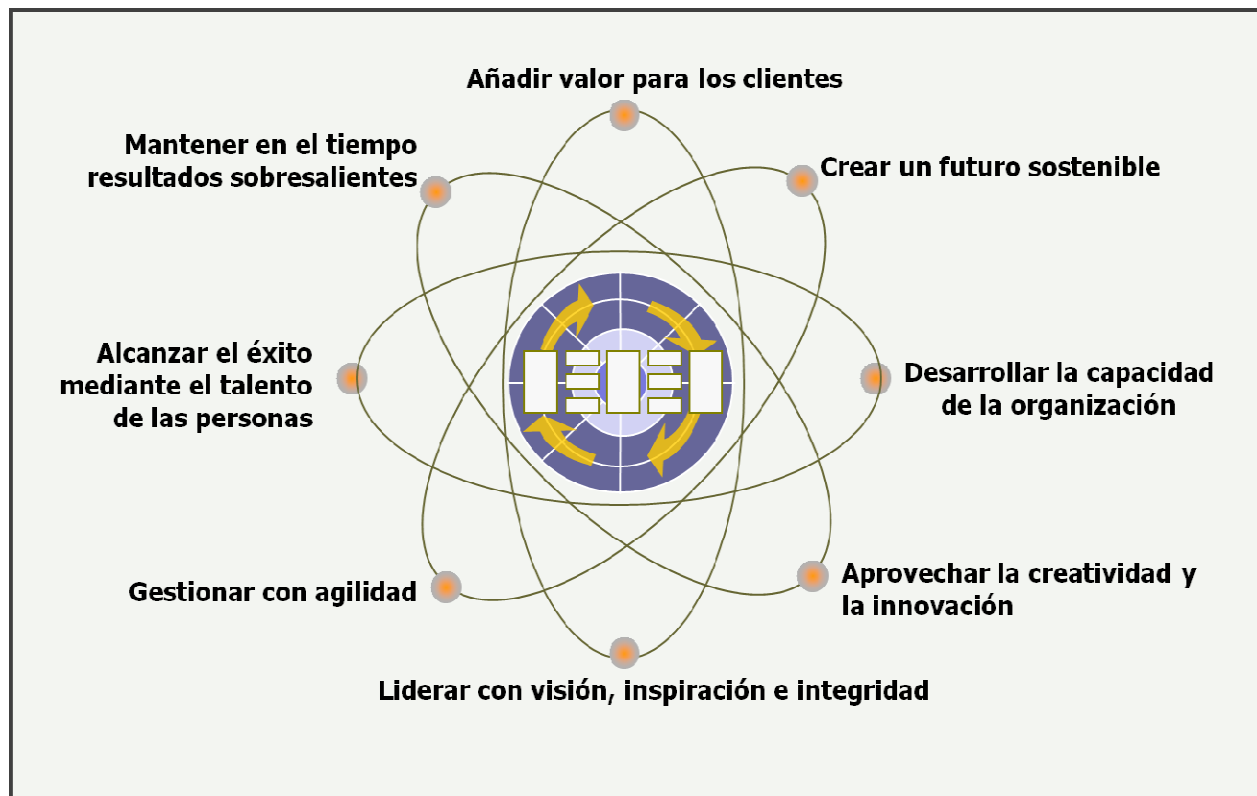 Añadir valor para los clientes
Mantener en el tiempo
resultados sobresalientes
Crear un futuro sostenible
Alcanzar el éxito
mediante el talento
de las personas
Desarrollar la capacidad
de la organización
Gestionar con agilidad
Aprovechar la creatividad y
la innovación
Liderar con visión, inspiración e integridad